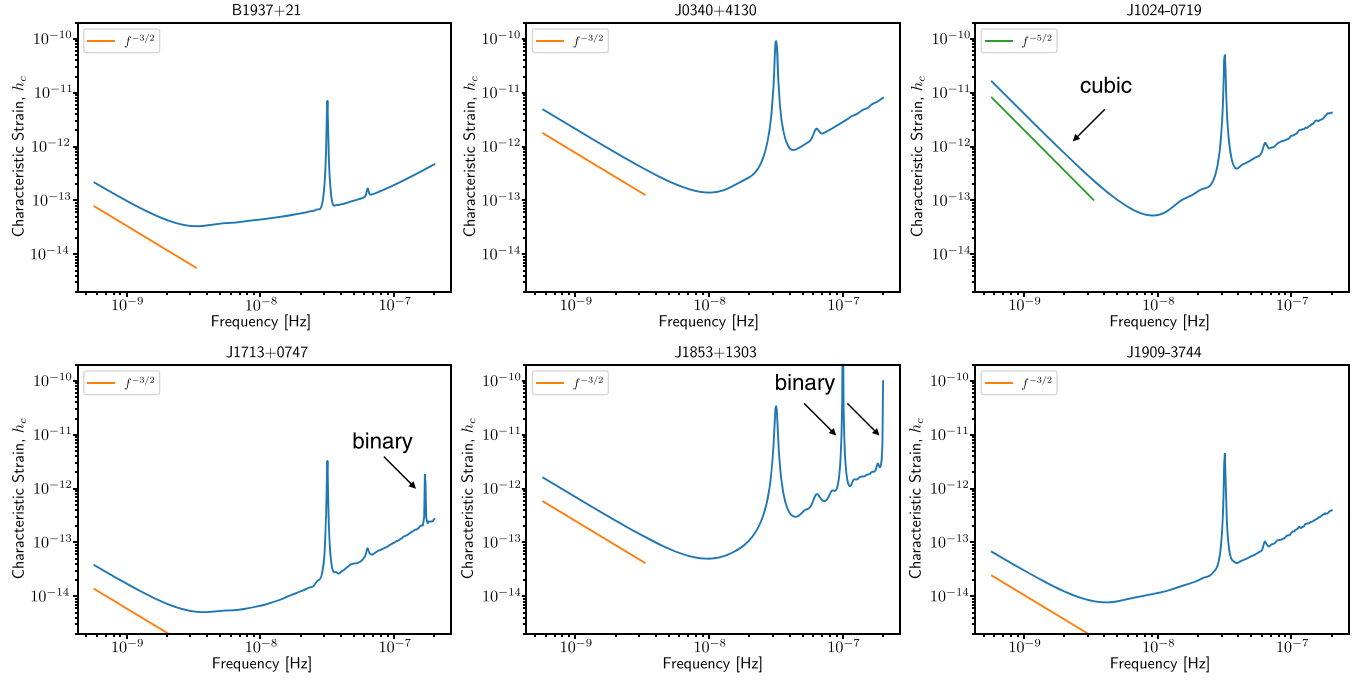 B1937+21
f^{-3/2}
Characteristic Strain, h_c
10^{-10}
10^{-11}
10^{-12}
10^{-13}
10^{-14}
10^{-9}
10^{-8}
10^{-7}
Frequency [Hz]
J0340+4130
f^{-3/2}
Characteristic Strain, h_c
10^{-10}
10^{-11}
10^{-12}
10^{-13}
10^{-14}
10^{-9}
10^{-8}
10^{-7}
Frequency [Hz]
J1024-0719
f^{-5/2}
cubic
Characteristic Strain, h_c
10^{-10}
10^{-11}
10^{-12}
10^{-13}
10^{-14}
10^{-9}
10^{-8}
10^{-7}
Frequency [Hz]
J1713+0747
f^{-3/2}
binary
Characteristic Strain, h_c
10^{-10}
10^{-11}
10^{-12}
10^{-13}
10^{-14}
10^{-9}
10^{-8}
10^{-7}
Frequency [Hz]
J1853+1303
f^{-3/2}
binary
Characteristic Strain, h_c
10^{-10}
10^{-11}
10^{-12}
10^{-13}
10^{-14}
10^{-9}
10^{-8}
10^{-7}
Frequency [Hz]
J1909-3744
f^{-3/2}
Characteristic Strain, h_c
10^{-10}
10^{-11}
10^{-12}
10^{-13}
10^{-14}
10^{-9}
10^{-8}
10^{-7}
Frequency [Hz]